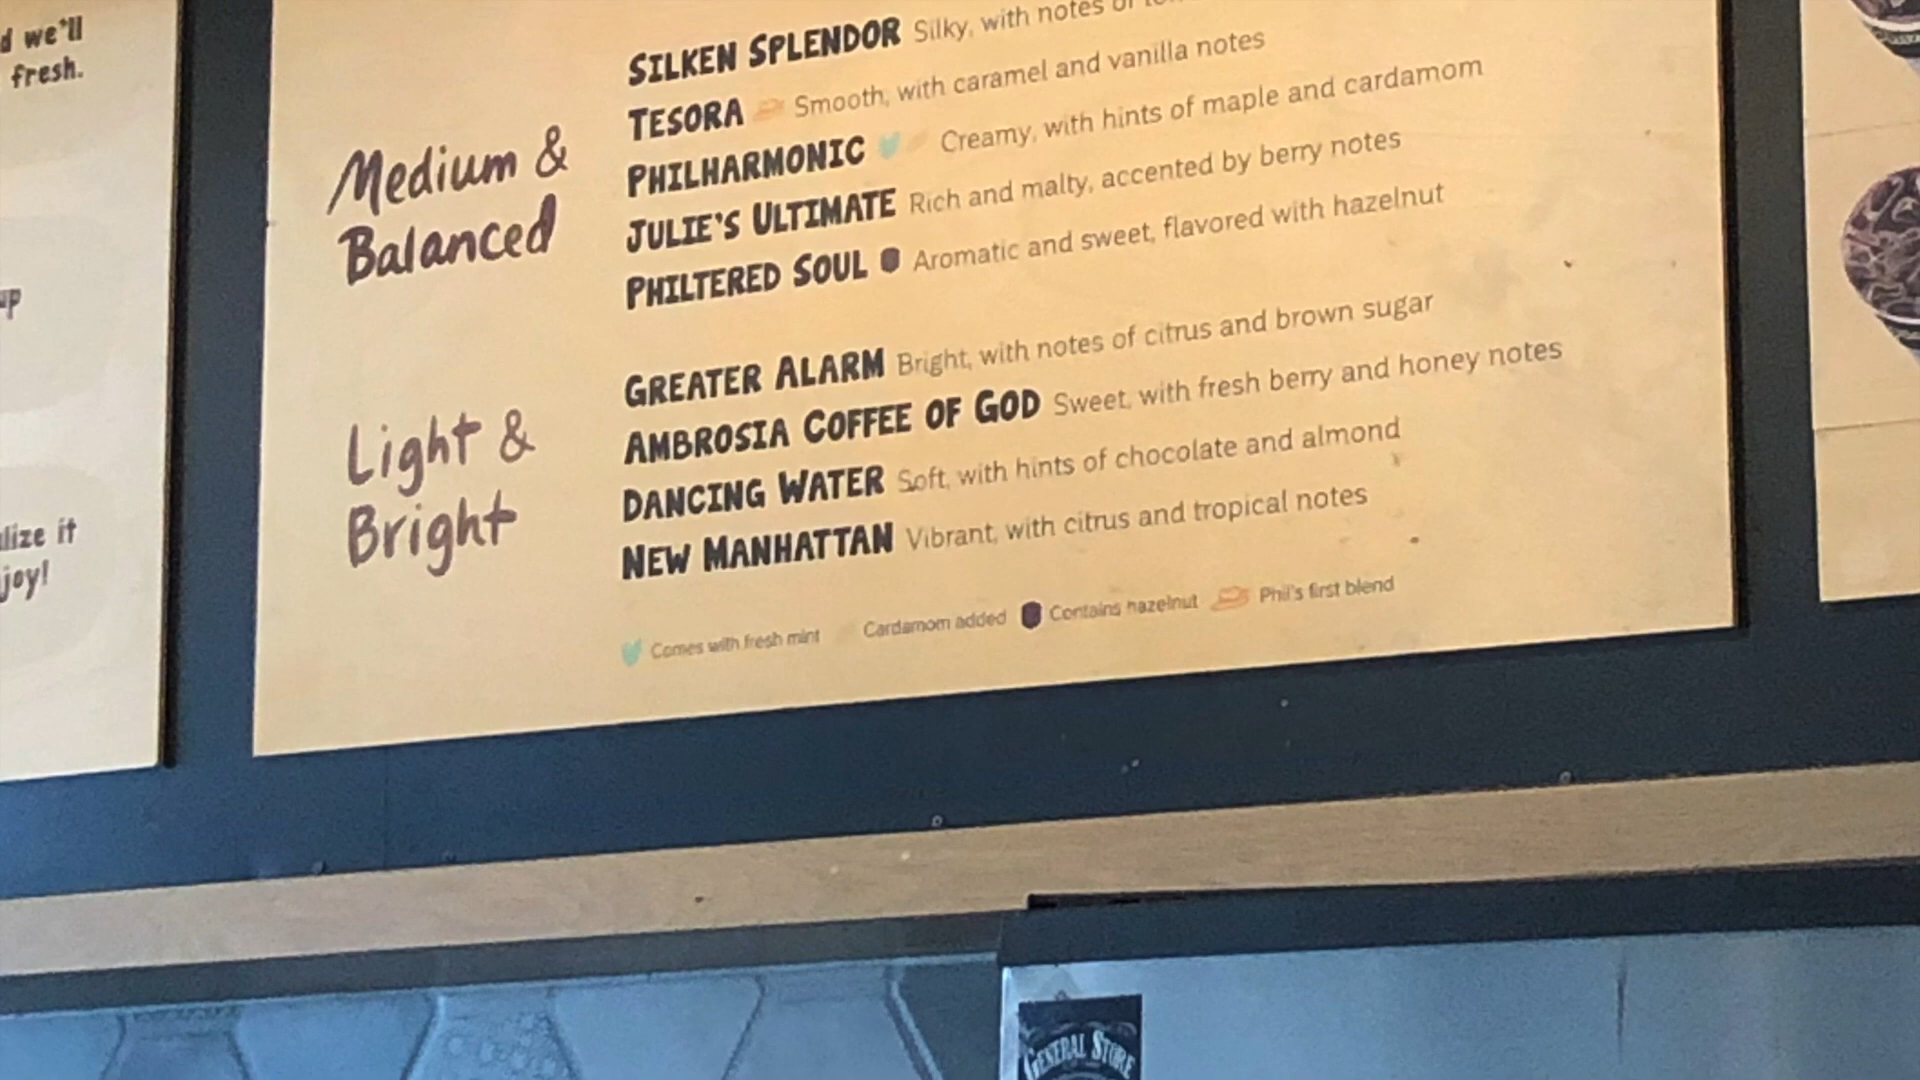 d we'll
fresh.
up
lize it
joy!
Medium &
Balanced
SILKEN SPLENDOR Silky, with notes of
TESORA Smooth, with caramel and vanilla notes
PHILHARMONIC Creamy, with hints of maple and cardamom
JULIE'S ULTIMATE Rich and malty, accented by berry notes
PHILTERED SOUL Aromatic and sweet, flavored with hazelnut
Light &
Bright
GREATER ALARM Bright, with notes of citrus and brown sugar
AMBROSIA COFFEE OF GOD Sweet, with fresh berry and honey notes
DANCING WATER Soft, with hints of chocolate and almond
NEW MANHATTAN Vibrant, with citrus and tropical notes
Comes with fresh mint Cardamom added Contains hazelnut Phil's first blend
GENERAL STORE